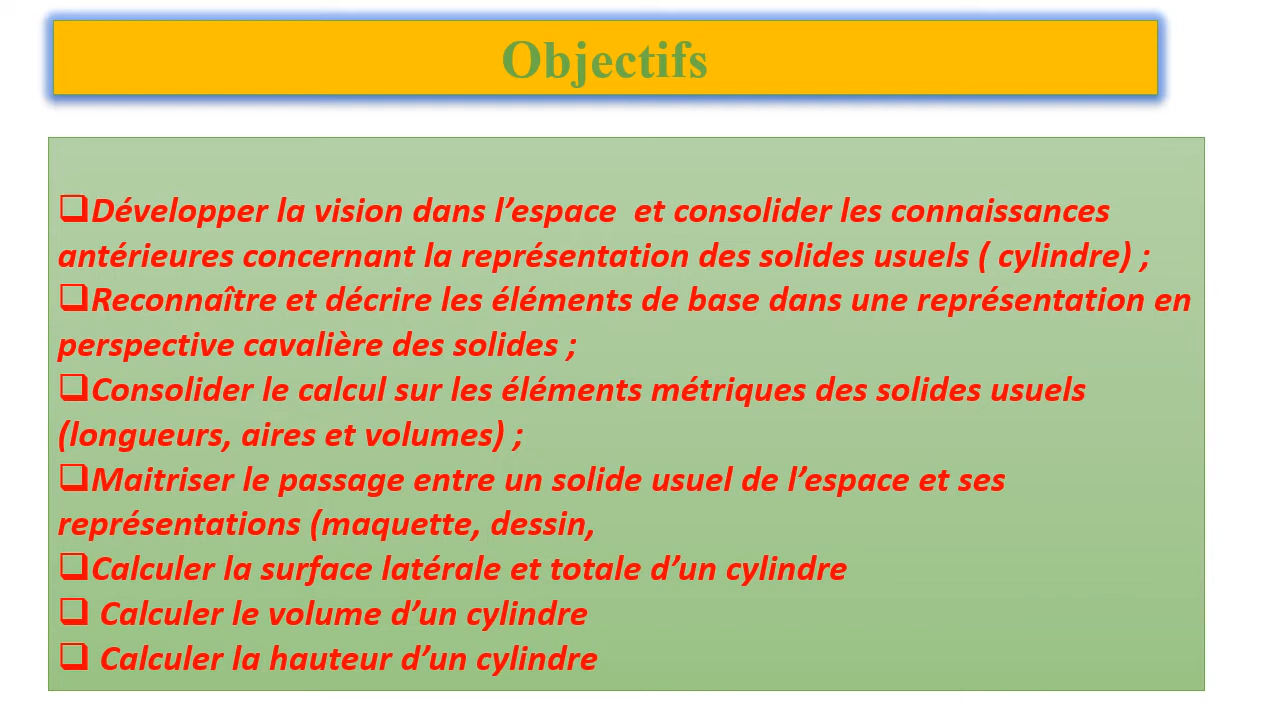 Objectifs
❑Développer la vision dans l’espace  et consolider les connaissances
antérieures concernant la représentation des solides usuels ( cylindre) ;
❑Reconnaître et décrire les éléments de base dans une représentation en
perspective cavalière des solides ;
❑Consolider le calcul sur les éléments métriques des solides usuels
(longueurs, aires et volumes) ;
❑Maitriser le passage entre un solide usuel de l’espace et ses
représentations (maquette, dessin,
❑Calculer la surface latérale et totale d’un cylindre
❑ Calculer le volume d’un cylindre
❑ Calculer la hauteur d’un cylindre